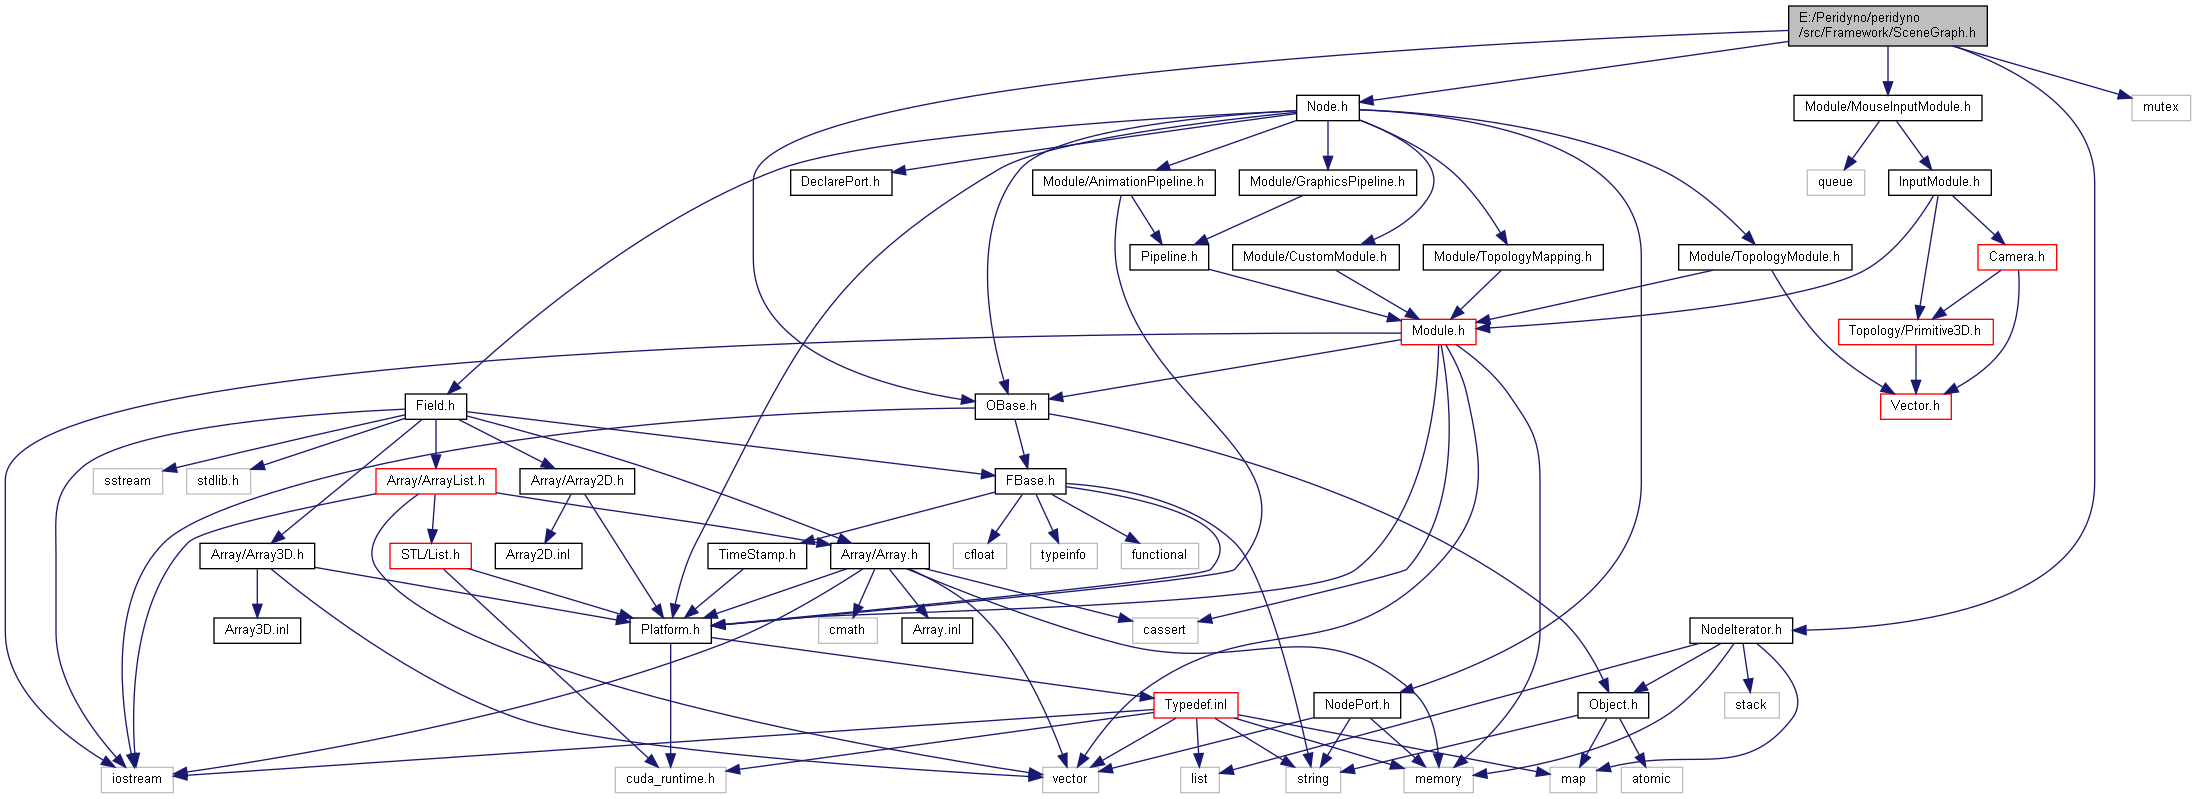 E:/Peridyno/peridyno
/src/Framework/SceneGraph.h
Node.h
Module/MouseInputModule.h
mutex
DeclarePort.h
Module/AnimationPipeline.h
Module/GraphicsPipeline.h
queue
InputModule.h
Pipeline.h
Module/CustomModule.h
Module/TopologyMapping.h
Module/TopologyModule.h
Camera.h
Module.h
Topology/Primitive3D.h
Field.h
OBase.h
Vector.h
sstream
stdlib.h
Array/ArrayList.h
Array/Array2D.h
FBase.h
Array/Array3D.h
STL/List.h
Array2D.inl
TimeStamp.h
Array/Array.h
cfloat
typeinfo
functional
Array3D.inl
Platform.h
cmath
Array.inl
cassert
NodeIterator.h
Typedef.inl
NodePort.h
Object.h
stack
iostream
cuda_runtime.h
vector
list
string
memory
map
atomic